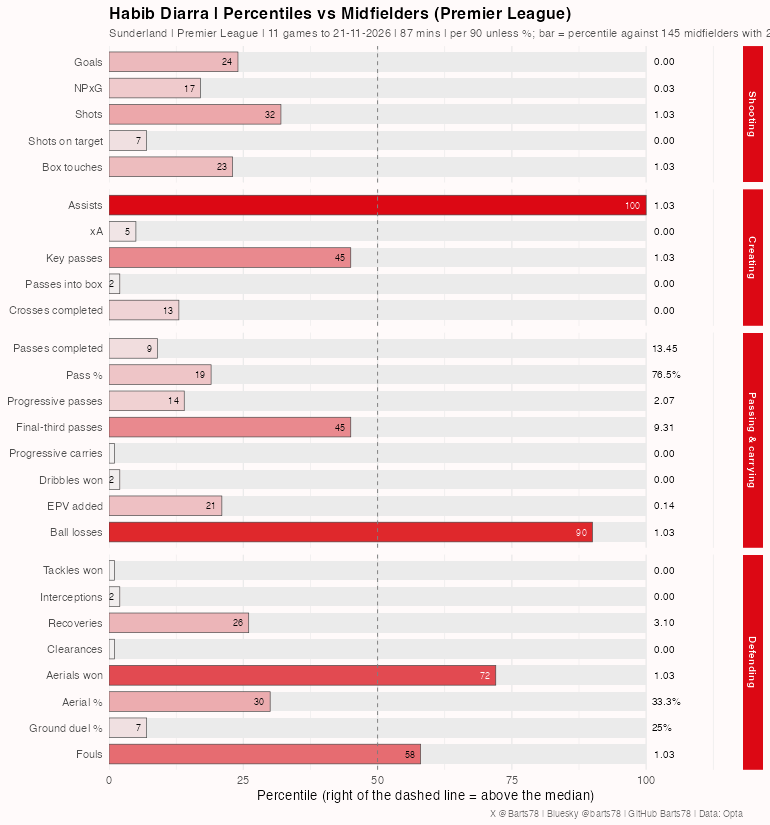 Habib Diarra | Percentiles vs Midfielders (Premier League)
Sunderland | Premier League | 11 games to 21-11-2026 | 87 mins | per 90 unless %; bar = percentile against 145 midfielders with 2
Goals 24 0.00
NPxG 17 0.03
Shots 32 1.03
Shots on target 7 0.00
Box touches 23 1.03
Shooting
Assists 100 1.03
xA 5 0.00
Key passes 45 1.03
Passes into box 2 0.00
Crosses completed 13 0.00
Creating
Passes completed 9 13.45
Pass % 19 76.5%
Progressive passes 14 2.07
Final-third passes 45 9.31
Progressive carries 0.00
Dribbles won 2 0.00
EPV added 21 0.14
Ball losses 90 1.03
Passing & carrying
Tackles won 0.00
Interceptions 2 0.00
Recoveries 26 3.10
Clearances 0.00
Aerials won 72 1.03
Aerial % 30 33.3%
Ground duel % 7 25%
Fouls 58 1.03
Defending
0 25 50 75 100
Percentile (right of the dashed line = above the median)
X @Barts78 | Bluesky @barts78 | GitHub Barts78 | Data: Opta